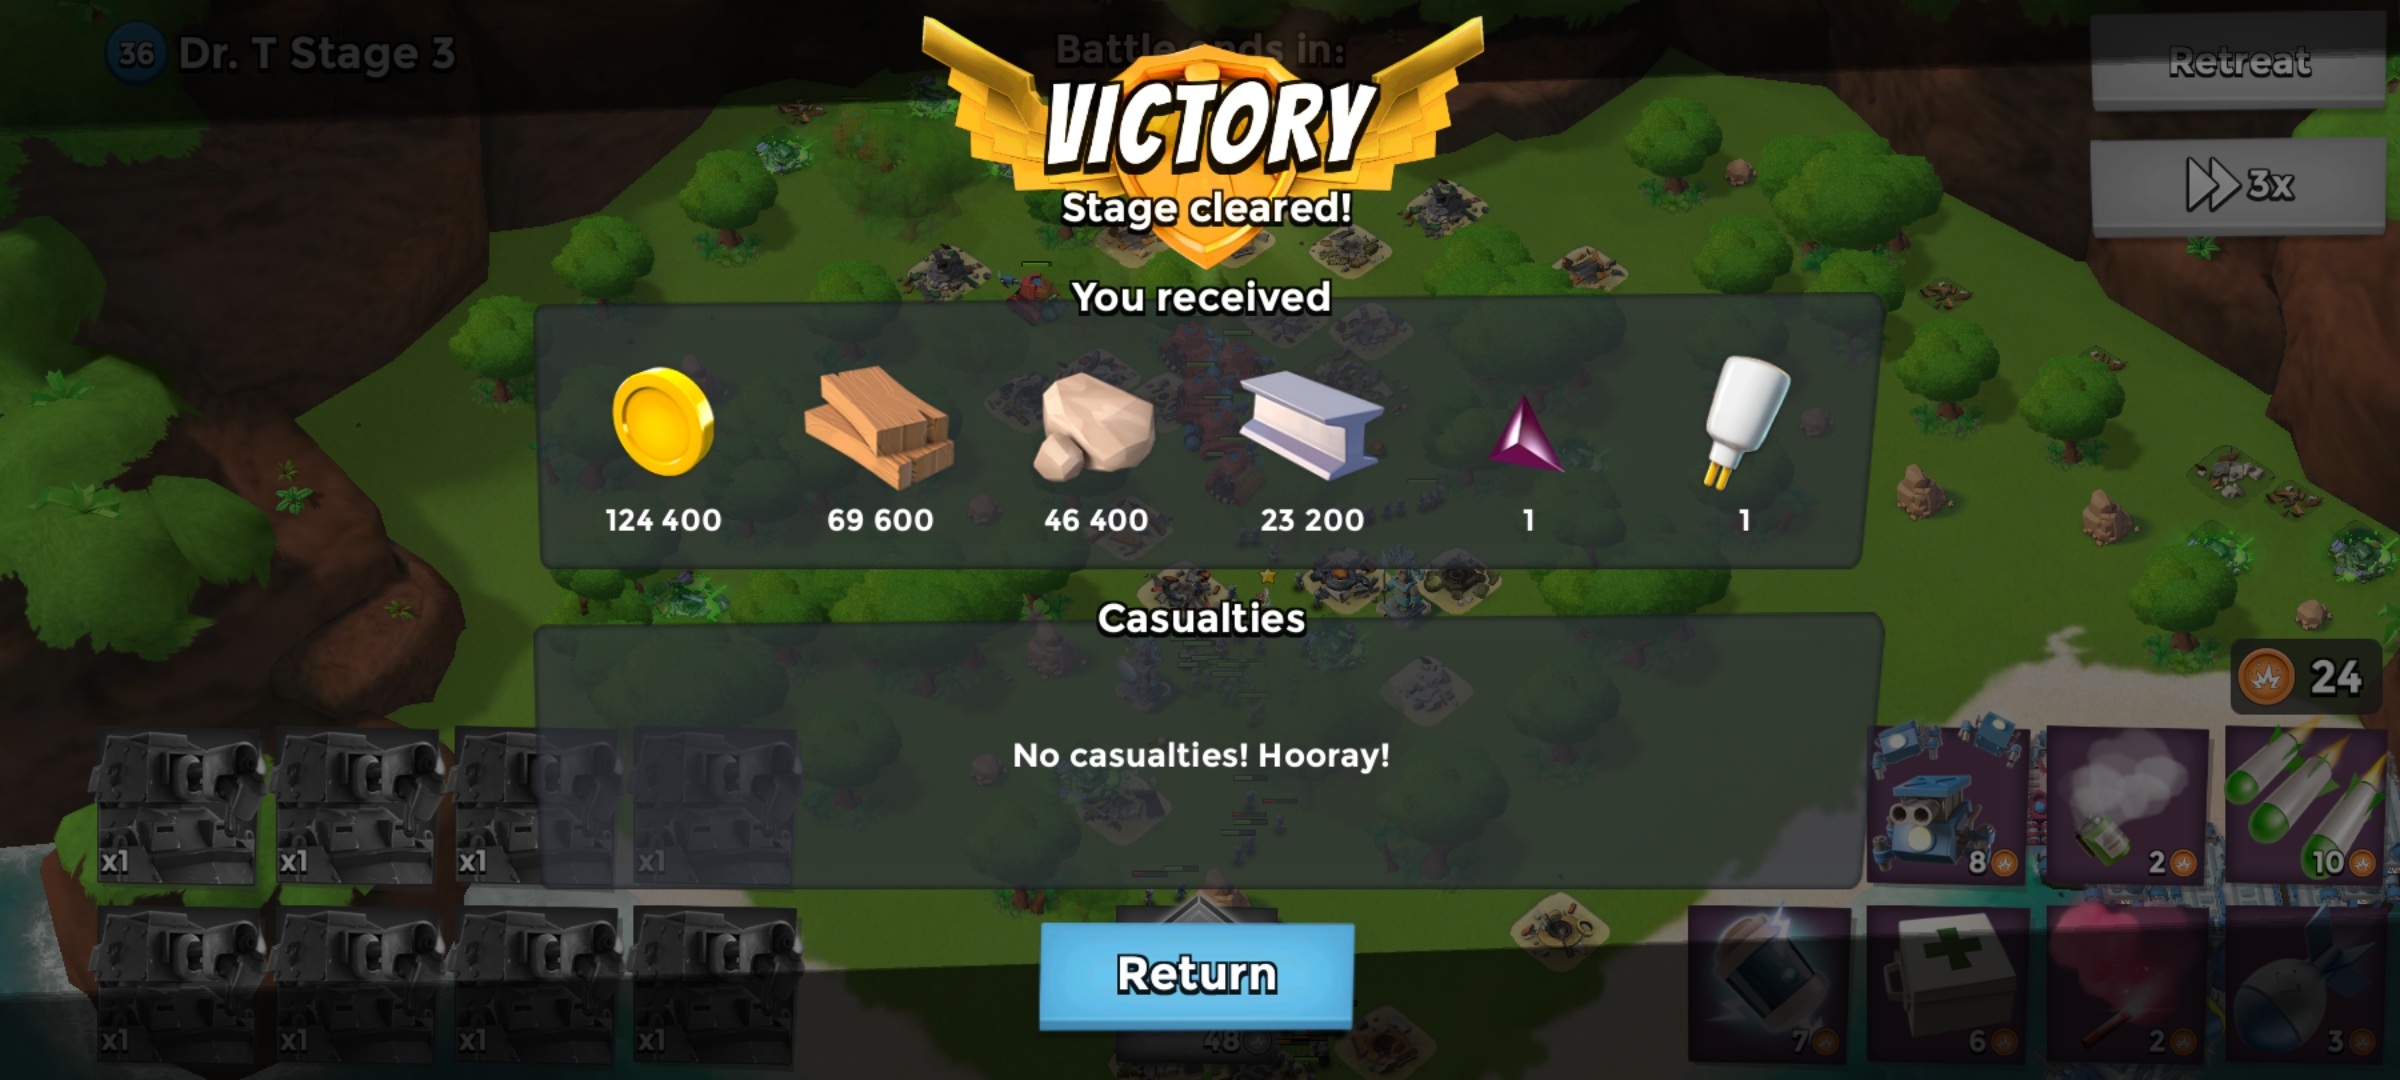 36 Dr. T Stage 3
Battle ends in:
Retreat
3x
VICTORY
Stage cleared!
You received
124 400
69 600
46 400
23 200
1
1
Casualties
No casualties! Hooray!
24
x1
x1
x1
x1
8
2
10
x1
x1
x1
x1
Return
48
7
6
2
3